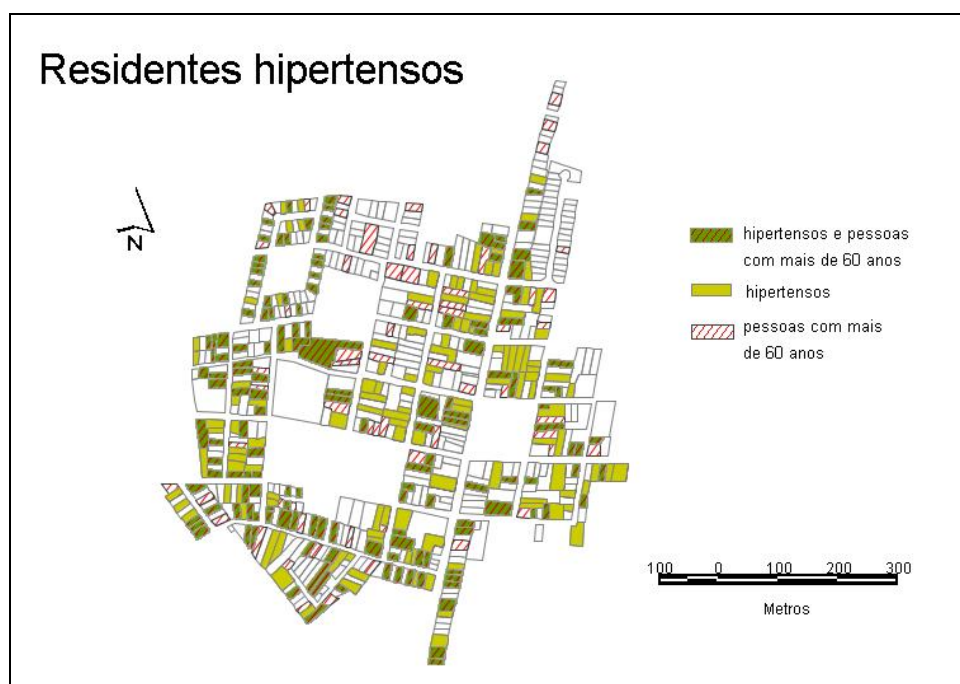 Residentes hipertensos
N
hipertensos e pessoas
com mais de 60 anos
hipertensos
pessoas com mais
de 60 anos
100 0 100 200 300
Metros